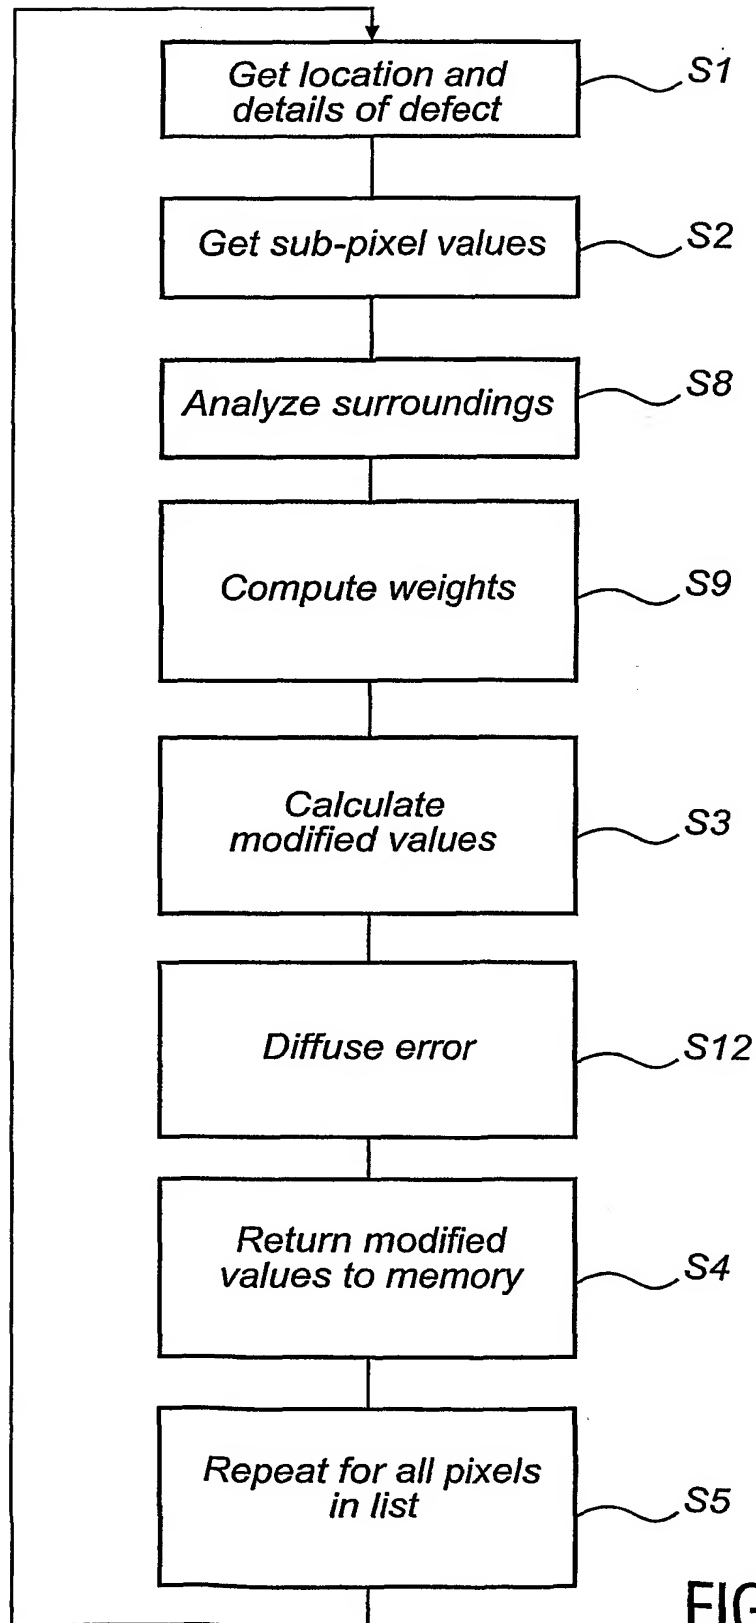 Get location and
details of defect
S1
Get sub-pixel values
S2
Analyze surroundings
S8
Compute weights
S9
Calculate
modified values
S3
Diffuse error
S12
Return modified
values to memory
S4
Repeat for all pixels
in list
S5
FIG